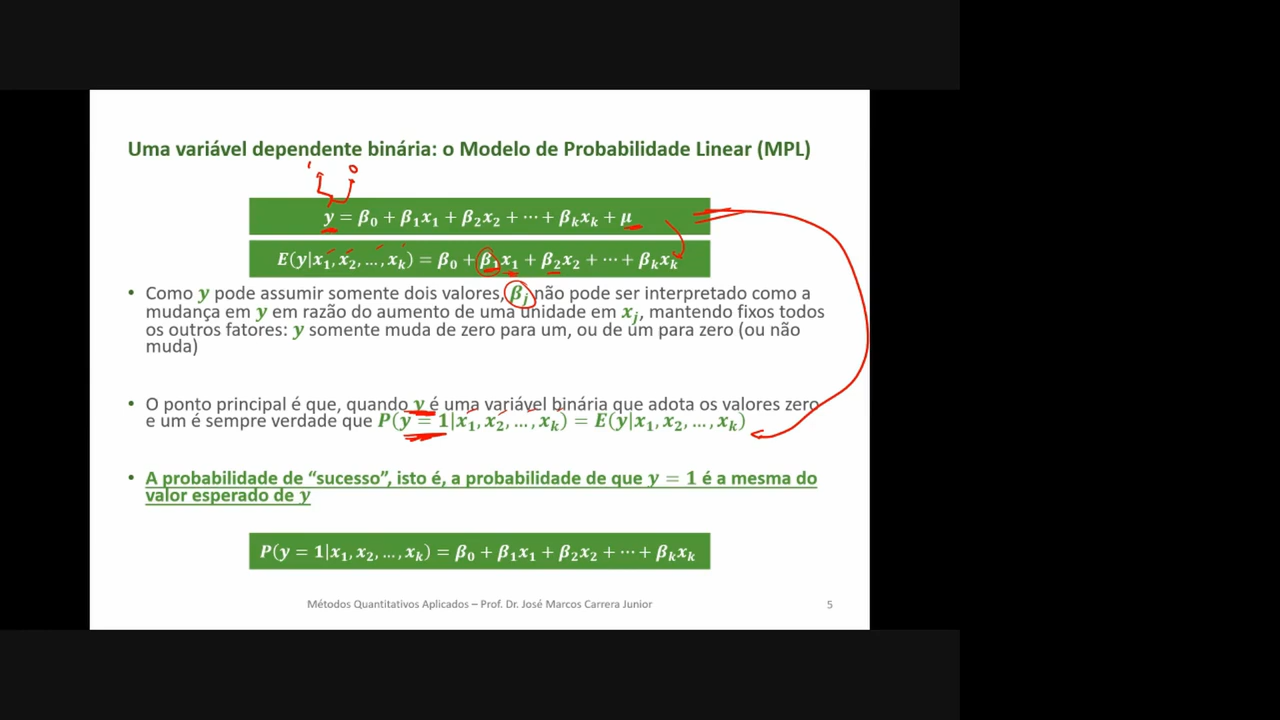 Uma variável dependente binária: o Modelo de Probabilidade Linear (MPL)
1 0
y = β₀ + β₁x₁ + β₂x₂ + ⋯ + βₖxₖ + μ
E(y|x₁, x₂, …, xₖ) = β₀ + β₁x₁ + β₂x₂ + ⋯ + βₖxₖ
• Como y pode assumir somente dois valores, βⱼ não pode ser interpretado como a
mudança em y em razão do aumento de uma unidade em xⱼ, mantendo fixos todos
os outros fatores: y somente muda de zero para um, ou de um para zero (ou não
muda)
• O ponto principal é que, quando y é uma variável binária que adota os valores zero
e um é sempre verdade que P(y = 1|x₁, x₂, …, xₖ) = E(y|x₁, x₂, …, xₖ)
• A probabilidade de “sucesso”, isto é, a probabilidade de que y = 1 é a mesma do
valor esperado de y
P(y = 1|x₁, x₂, …, xₖ) = β₀ + β₁x₁ + β₂x₂ + ⋯ + βₖxₖ
Métodos Quantitativos Aplicados – Prof. Dr. José Marcos Carrera Junior
5